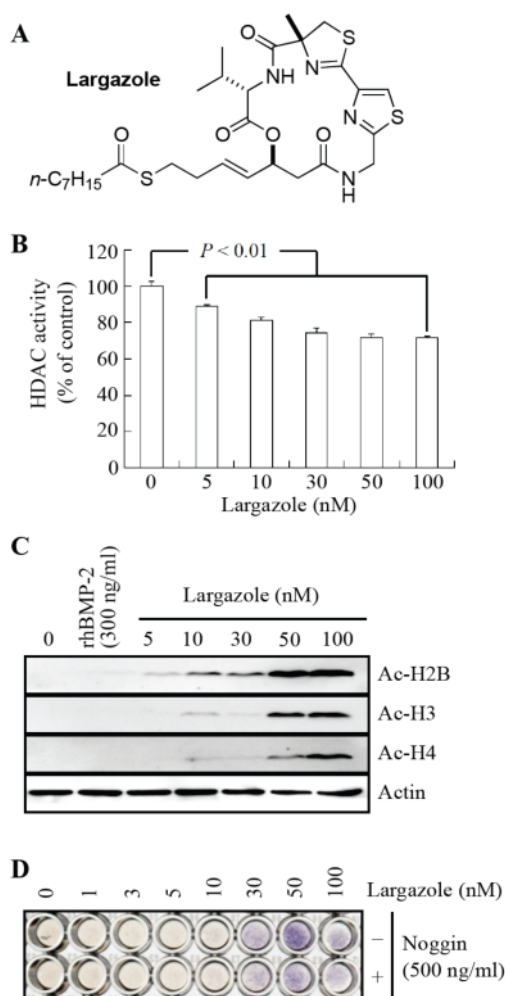 A
Largazole
O
N
S
NH
N
S
O
O
O
O
N
H
S
n-C7H15
B
P < 0.01
HDAC activity
(% of control)
120
100
80
60
40
20
0
0 5 10 30 50 100
Largazole (nM)
C
rhBMP-2
(300 ng/ml)
Largazole (nM)
0 5 10 30 50 100
Ac-H2B
Ac-H3
Ac-H4
Actin
D
0 1 3 5 10 30 50 100 Largazole (nM)
− Noggin
+ (500 ng/ml)